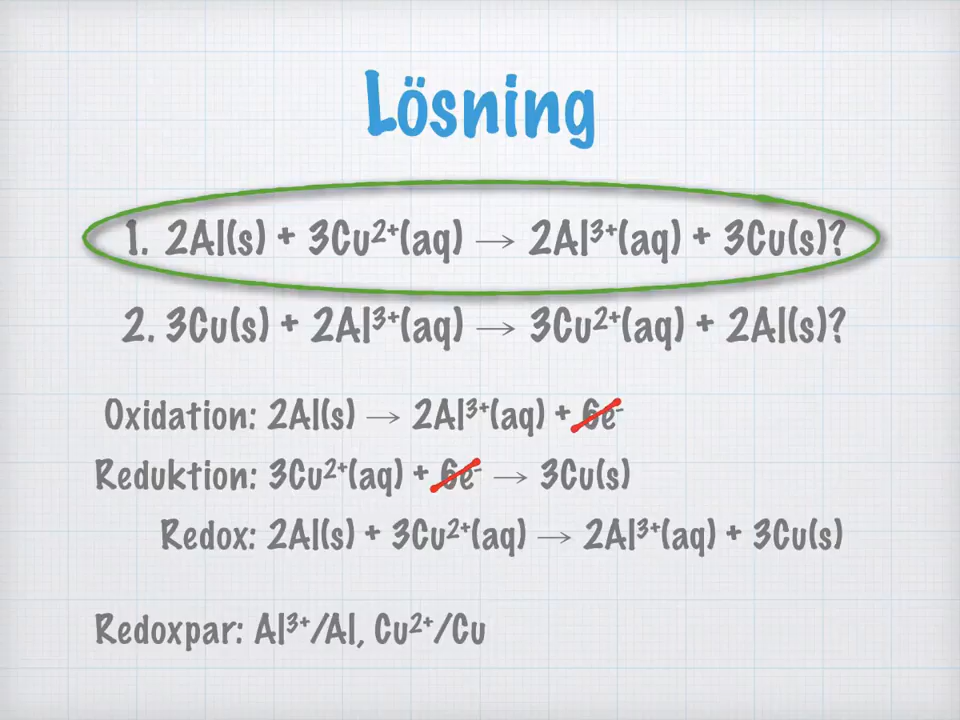 Lösning
1. 2Al(s) + 3Cu²⁺(aq) → 2Al³⁺(aq) + 3Cu(s)?
2. 3Cu(s) + 2Al³⁺(aq) → 3Cu²⁺(aq) + 2Al(s)?
Oxidation: 2Al(s) → 2Al³⁺(aq) + 6e⁻
Reduktion: 3Cu²⁺(aq) + 6e⁻ → 3Cu(s)
Redox: 2Al(s) + 3Cu²⁺(aq) → 2Al³⁺(aq) + 3Cu(s)
Redoxpar: Al³⁺/Al, Cu²⁺/Cu